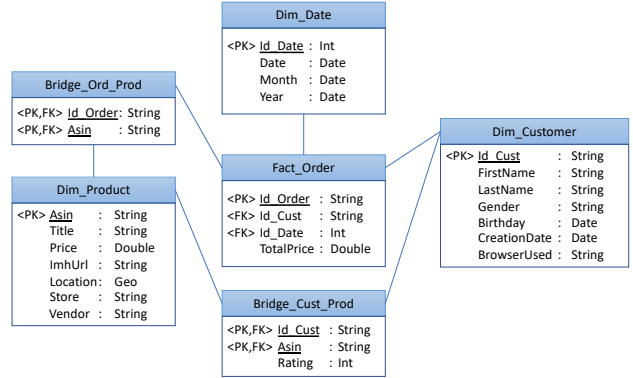 Dim_Date
<PK> Id_Date : Int
Date : Date
Month : Date
Year : Date
Bridge_Ord_Prod
<PK,FK> Id_Order: String
<PK,FK> Asin : String
Dim_Product
<PK> Asin : String
Title : String
Price : Double
ImhUrl : String
Location: Geo
Store : String
Vendor : String
Fact_Order
<PK> Id_Order : String
<FK> Id_Cust : String
<FK> Id_Date : Int
TotalPrice : Double
Dim_Customer
<PK> Id_Cust : String
FirstName : String
LastName : String
Gender : String
Birthday : Date
CreationDate : Date
BrowserUsed : String
Bridge_Cust_Prod
<PK,FK> Id_Cust : String
<PK,FK> Asin : String
Rating : Int